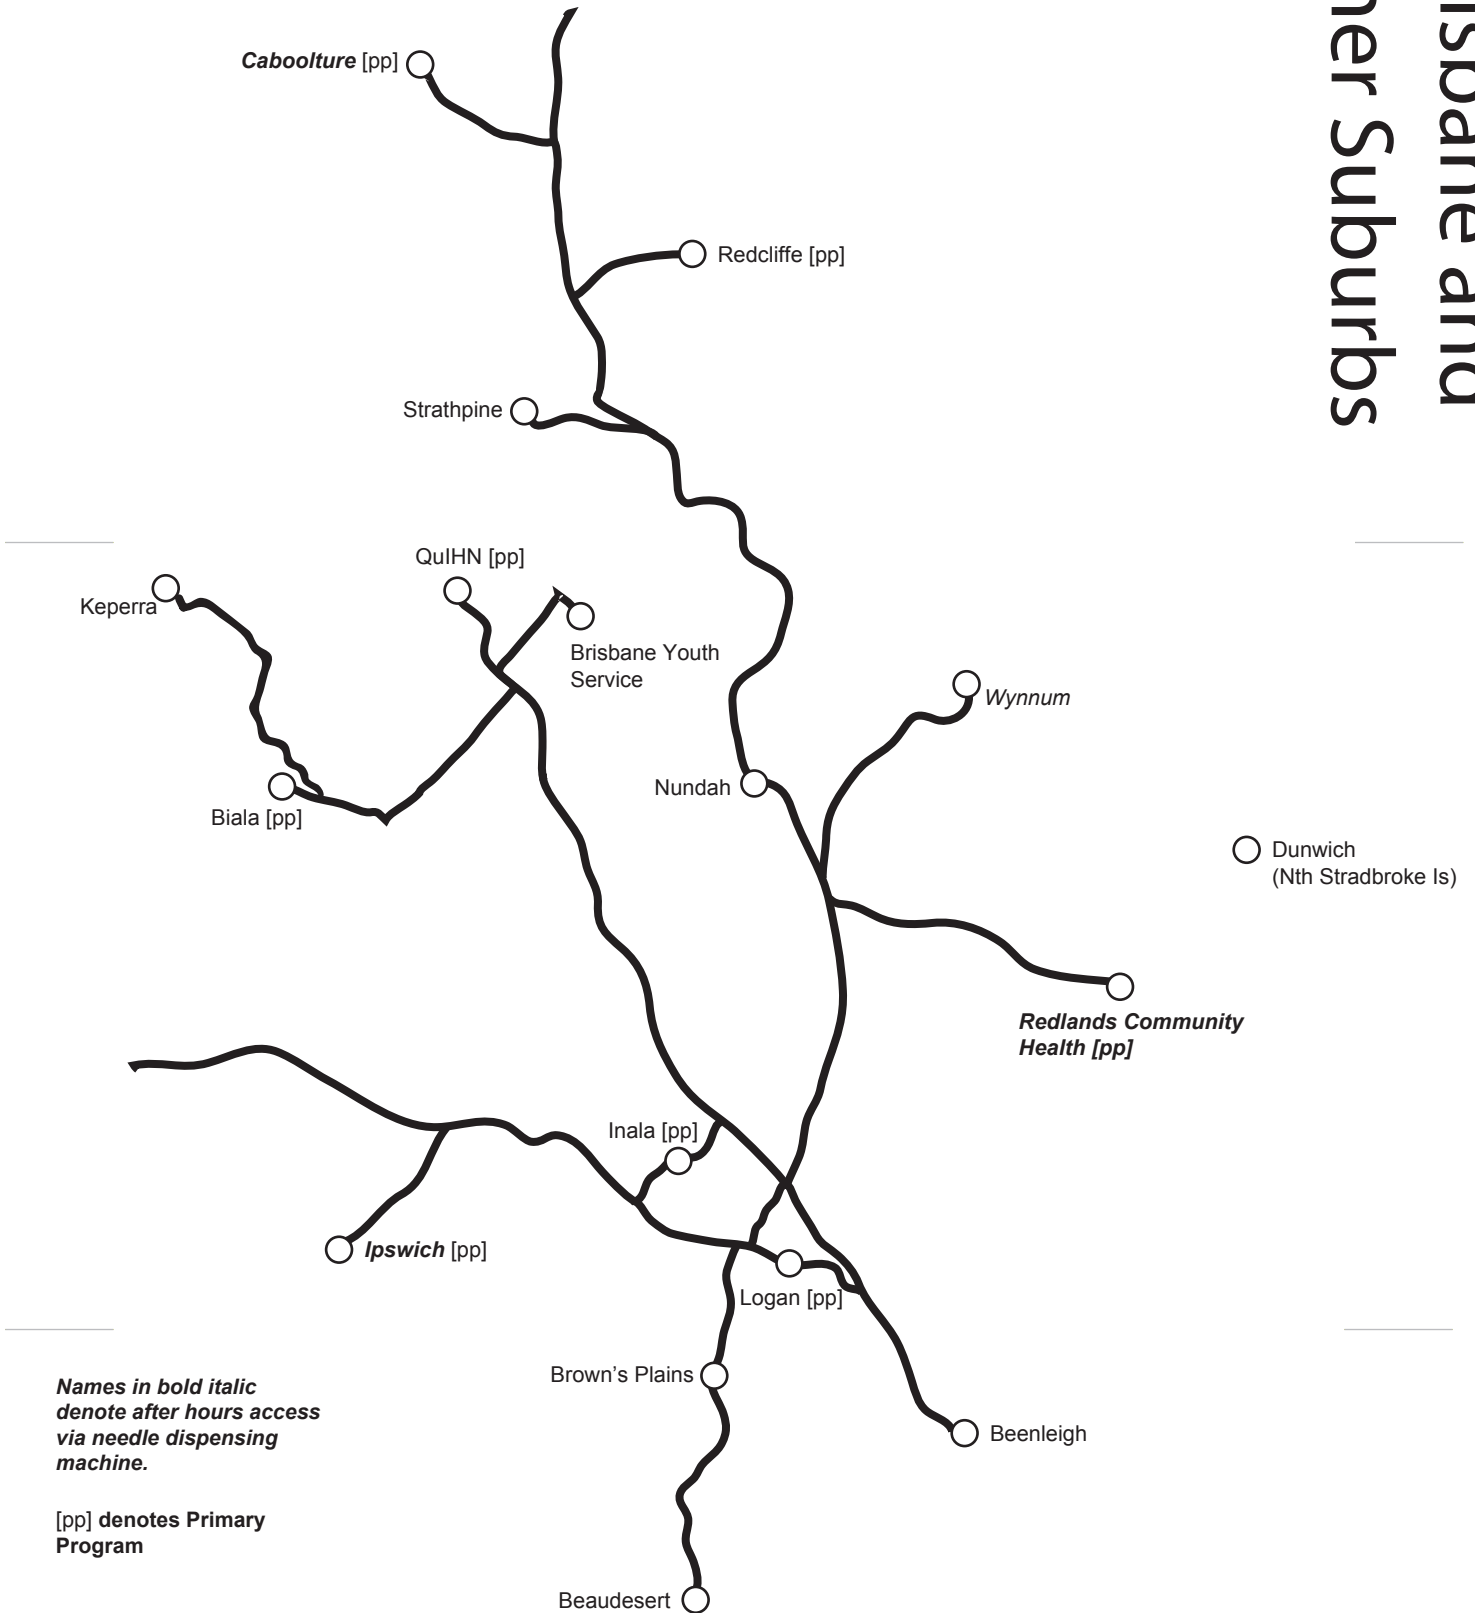 ner Suburbs
Caboolture [pp]
Redcliffe [pp]
Strathpine
QuIHN [pp]
Keperra
Brisbane Youth
Service
Wynnum
Nundah
Biala [pp]
Dunwich
(Nth Stradbroke Is)
Redlands Community
Health [pp]
Inala [pp]
Ipswich [pp]
Logan [pp]
Brown's Plains
Names in bold italic
denote after hours access
via needle dispensing
machine.
Beenleigh
[pp] denotes Primary
Program
Beaudesert